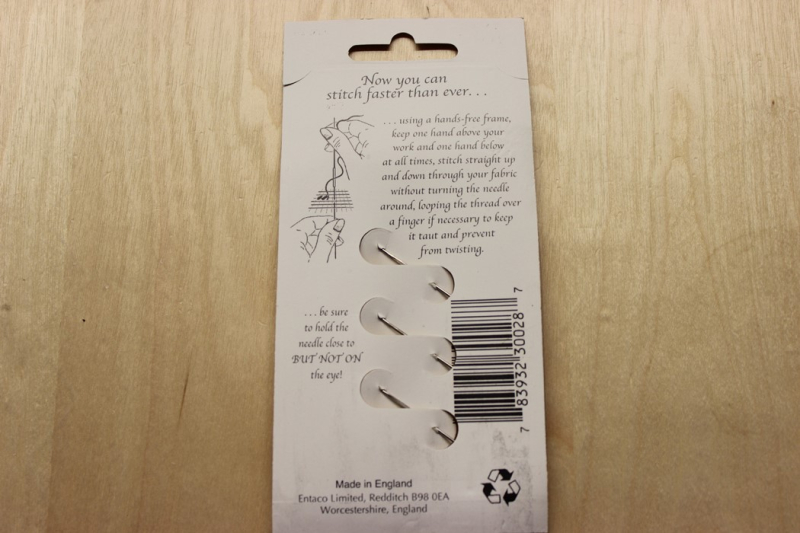 Now you can
stitch faster than ever. . .
. . . using a hands-free frame,
keep one hand above your
work and one hand below
at all times, stitch straight up
and down through your fabric
without turning the needle
around, looping the thread over
a finger if necessary to keep
it taut and prevent
from twisting.
. . . be sure
to hold the
needle close to
BUT NOT ON
the eye!
7 83932 30028 7
Made in England
Entaco Limited, Redditch B98 0EA
Worcestershire, England